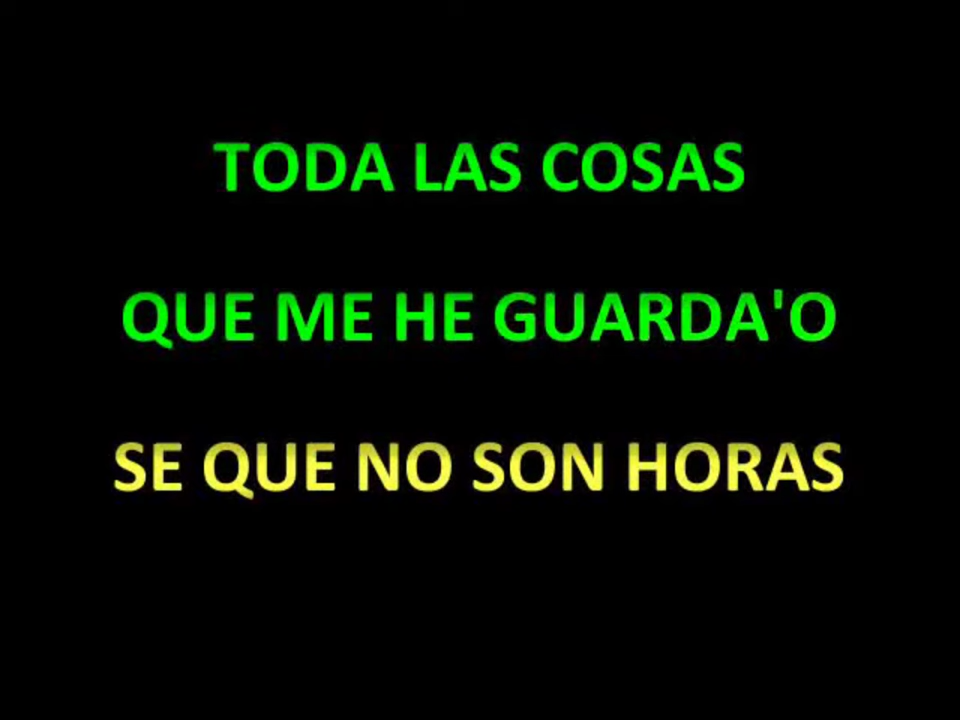 TODA LAS COSAS
QUE ME HE GUARDA'O
SE QUE NO SON HORAS